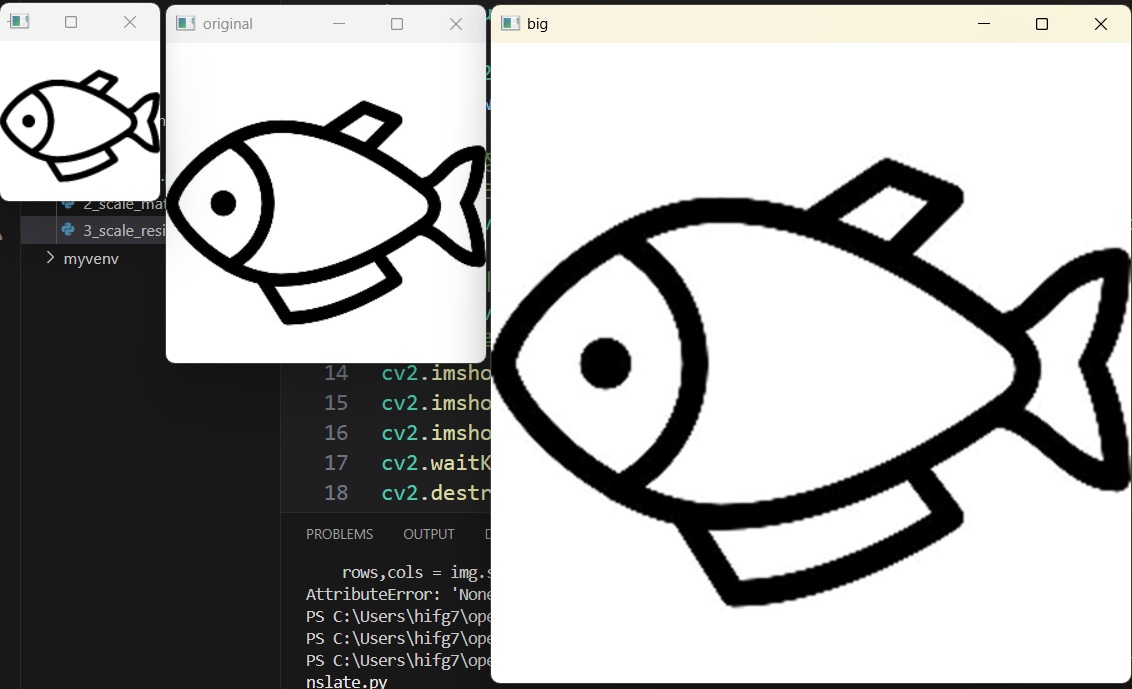 original
big
2_scale_mat
3_scale_resi
myvenv
14 cv2.imsho
15 cv2.imsho
16 cv2.imsho
17 cv2.waitK
18 cv2.destr
PROBLEMS OUTPUT
rows,cols = img.s
AttributeError: 'None
PS C:\Users\hifg7\ope
PS C:\Users\hifg7\ope
PS C:\Users\hifg7\ope
nslate.py